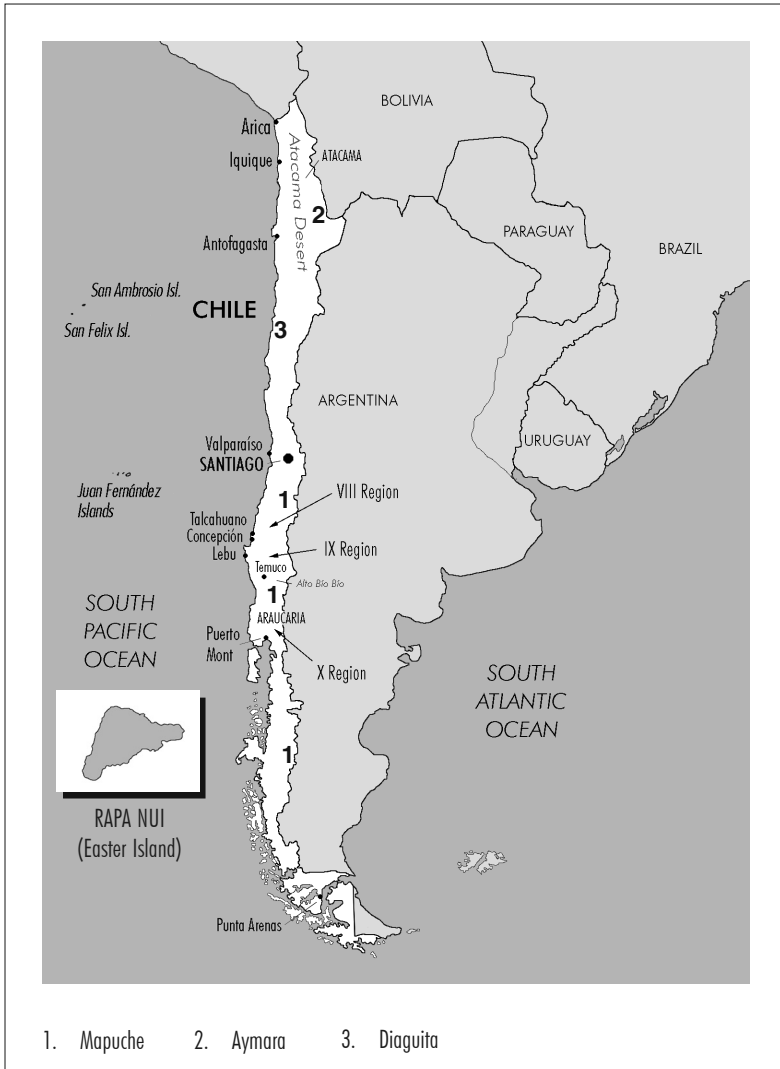 BOLIVIA
Arica
Atacama Desert
Iquique
ATACAMA
2
PARAGUAY
Antofagasta
BRAZIL
San Ambrosio Isl.
CHILE
San Felix Isl.
3
ARGENTINA
Valparaíso
SANTIAGO
URUGUAY
Juan Fernández
Islands
1
VIII Region
Talcahuano
Concepción
Lebu
IX Region
Temuco
Alto Bío Bío
1
SOUTH
PACIFIC
OCEAN
ARAUCARIA
Puerto
Mont
X Region
SOUTH
ATLANTIC
OCEAN
1
RAPA NUI
(Easter Island)
Punta Arenas
1. Mapuche 2. Aymara 3. Diaguita